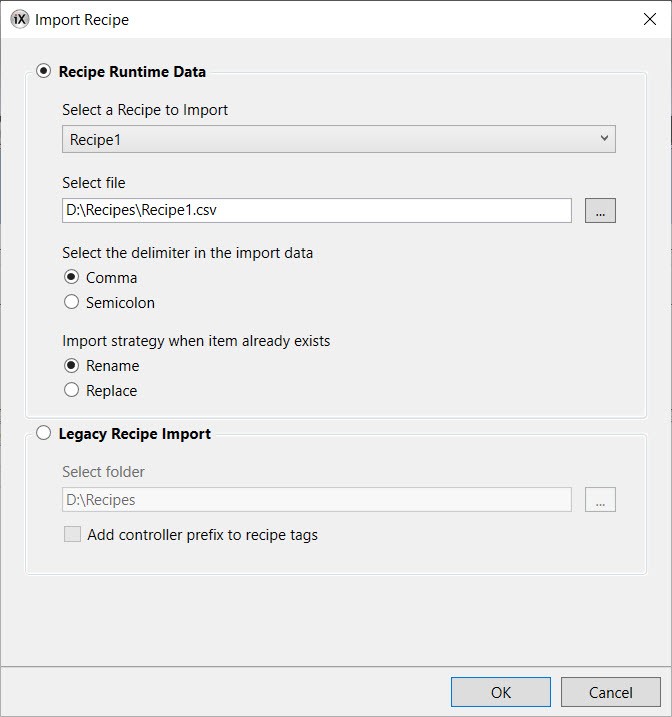 iX Import Recipe
Recipe Runtime Data
Select a Recipe to Import
Recipe1
Select file
D:\Recipes\Recipe1.csv
...
Select the delimiter in the import data
Comma
Semicolon
Import strategy when item already exists
Rename
Replace
Legacy Recipe Import
Select folder
D:\Recipes
...
Add controller prefix to recipe tags
OK
Cancel